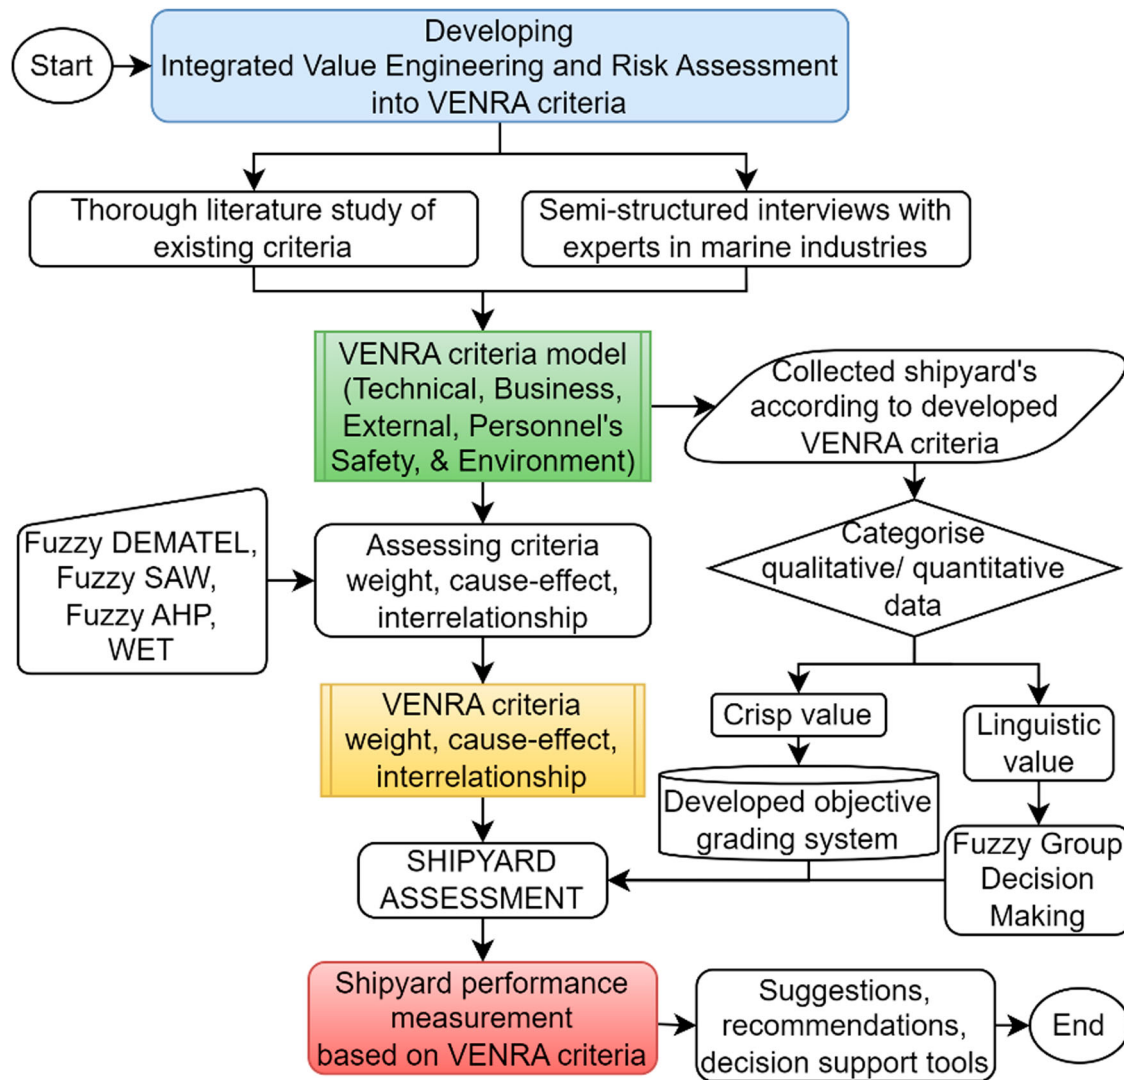 Start
Developing
Integrated Value Engineering and Risk Assessment
into VENRA criteria
Thorough literature study of
existing criteria
Semi-structured interviews with
experts in marine industries
VENRA criteria model
(Technical, Business,
External, Personnel's
Safety, & Environment)
Collected shipyard's
according to developed
VENRA criteria
Fuzzy DEMATEL,
Fuzzy SAW,
Fuzzy AHP,
WET
Assessing criteria
weight, cause-effect,
interrelationship
Categorise
qualitative/ quantitative
data
VENRA criteria
weight, cause-effect,
interrelationship
Crisp value
Linguistic
value
Developed objective
grading system
Fuzzy Group
Decision
Making
SHIPYARD
ASSESSMENT
Shipyard performance
measurement
based on VENRA criteria
Suggestions,
recommendations,
decision support tools
End